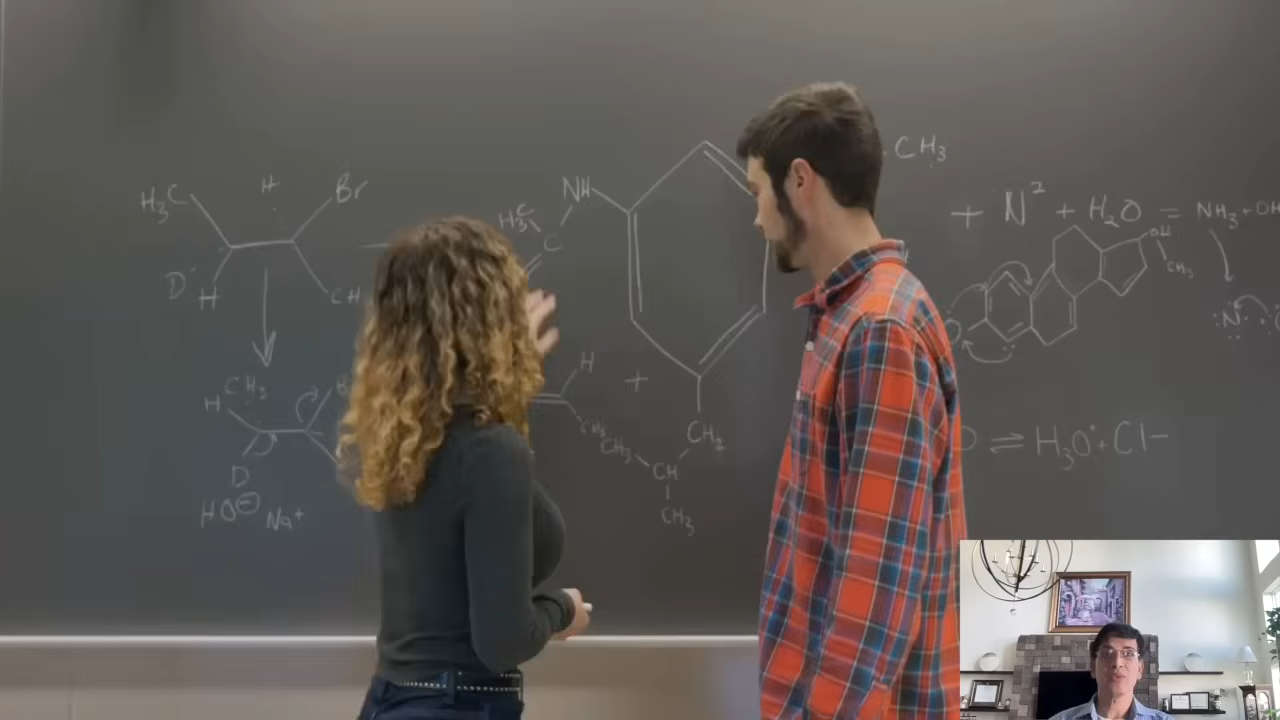 H₃C H Br
D H CH
CH₃
H
D
HO⊖ Na⁺
H₃C C NH
H
CH₃
+
CH₂
CH₃ CH
CH₃
CH₃
+ N² + H₂O = NH₃ + OH
OH
CH₃
:N:
⇌ H₃O⁺ + Cl−